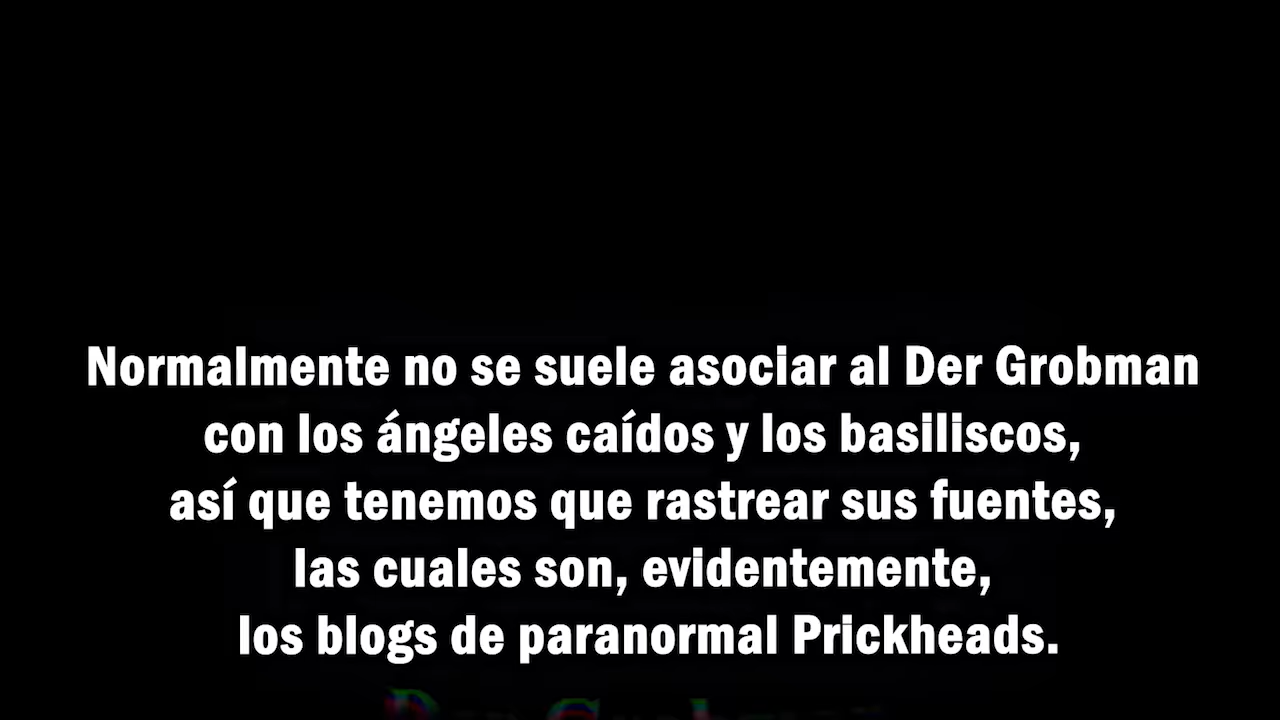 Normalmente no se suele asociar al Der Grobman
con los ángeles caídos y los basiliscos,
así que tenemos que rastrear sus fuentes,
las cuales son, evidentemente,
los blogs de paranormal Prickheads.